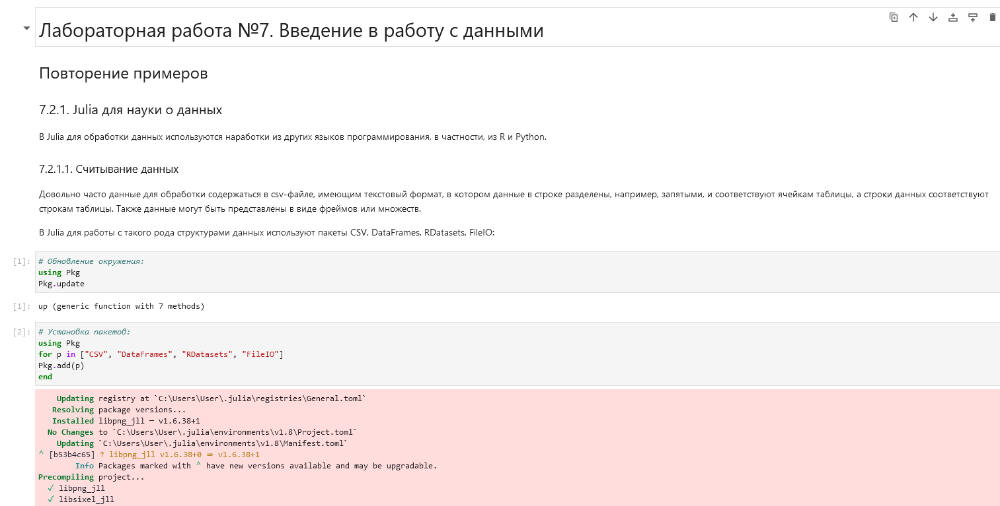 Лабораторная работа №7. Введение в работу с данными
Повторение примеров
7.2.1. Julia для науки о данных
В Julia для обработки данных используются наработки из других языков программирования, в частности, из R и Python.
7.2.1.1. Считывание данных
Довольно часто данные для обработки содержаться в csv-файле, имеющим текстовый формат, в котором данные в строке разделены, например, запятыми, и соответствуют ячейкам таблицы, а строки данных соответствуют
строкам таблицы. Также данные могут быть представлены в виде фреймов или множеств.
В Julia для работы с такого рода структурами данных используют пакеты CSV, DataFrames, RDatasets, FileIO:
[1]: # Обновление окружения:
using Pkg
Pkg.update
[1]: up (generic function with 7 methods)
[2]: # Установка пакетов:
using Pkg
for p in ["CSV", "DataFrames", "RDatasets", "FileIO"]
Pkg.add(p)
end
Updating registry at `C:\Users\User\.julia\registries\General.toml`
Resolving package versions...
Installed libpng_jll ─ v1.6.38+1
No Changes to `C:\Users\User\.julia\environments\v1.8\Project.toml`
Updating `C:\Users\User\.julia\environments\v1.8\Manifest.toml`
^ [b53b4c65] ↑ libpng_jll v1.6.38+0 ⇒ v1.6.38+1
Info Packages marked with ^ have new versions available and may be upgradable.
Precompiling project...
✓ libpng_jll
✓ libsixel_jll